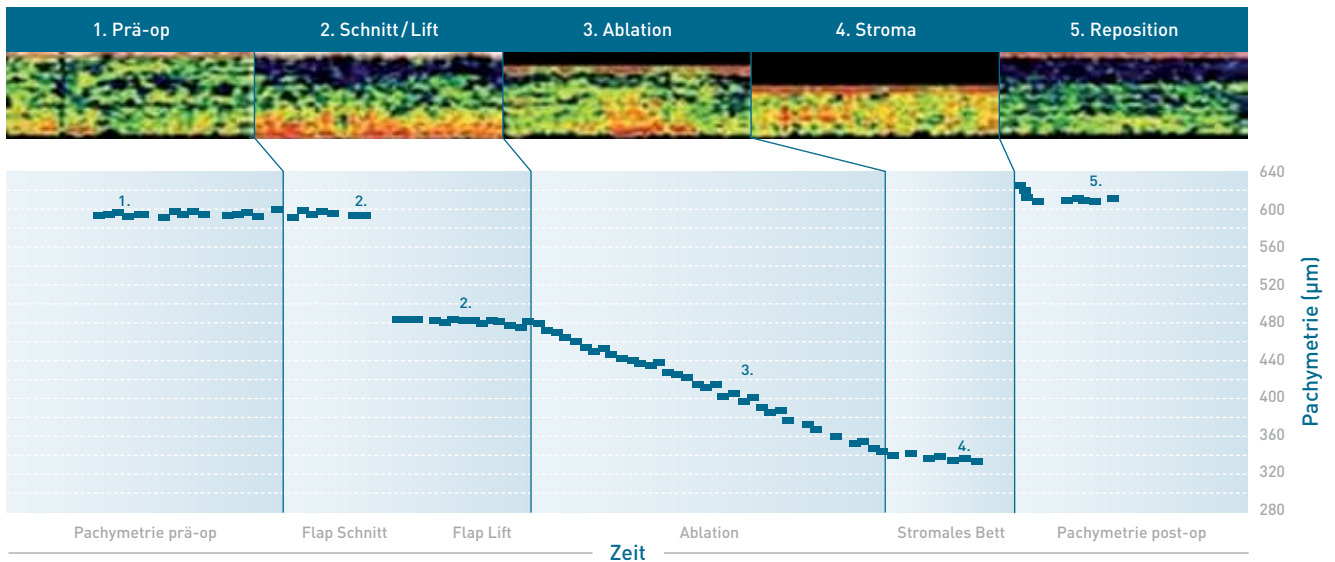 1. Prä-op
2. Schnitt / Lift
3. Ablation
4. Stroma
5. Reposition
1.
2.
2.
3.
4.
5.
640
600
560
520
480
440
400
360
320
280
Pachymetrie (µm)
Pachymetrie prä-op
Flap Schnitt
Flap Lift
Ablation
Stromales Bett
Pachymetrie post-op
Zeit